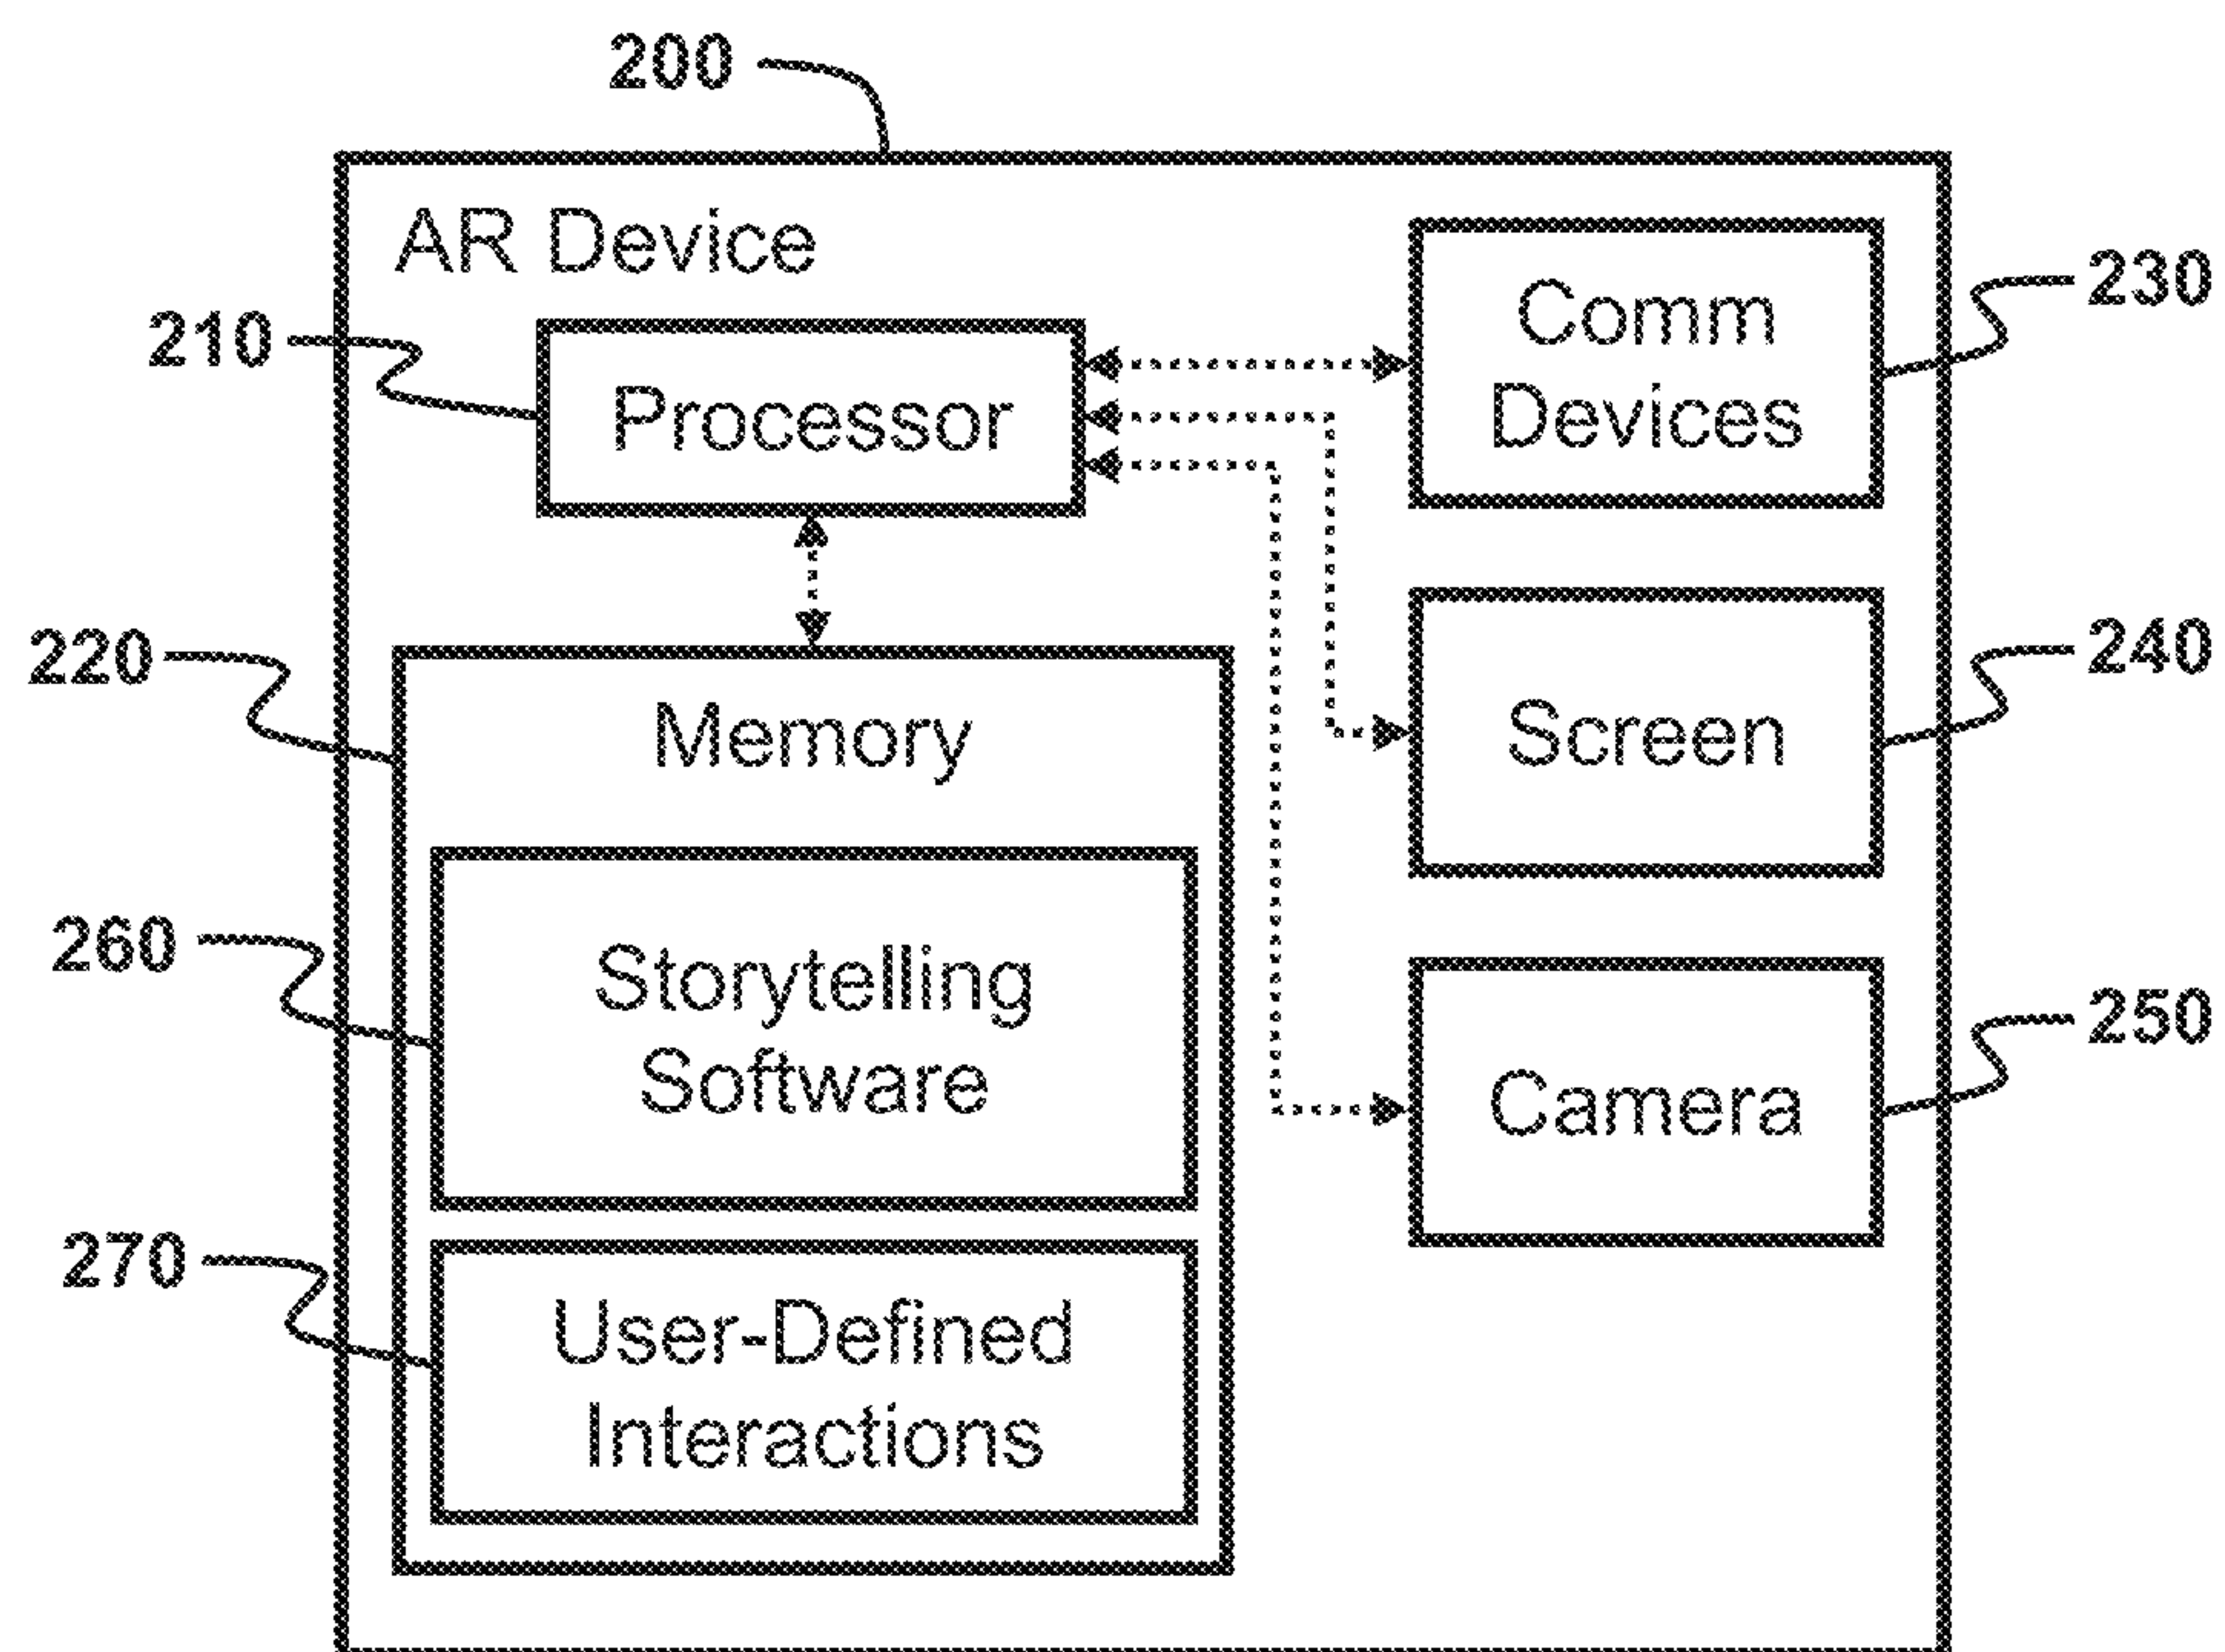 200
AR Device
210
Processor
Comm
Devices
230
220
Memory
Screen
240
260
Storytelling
Software
Camera
250
270
User-Defined
Interactions